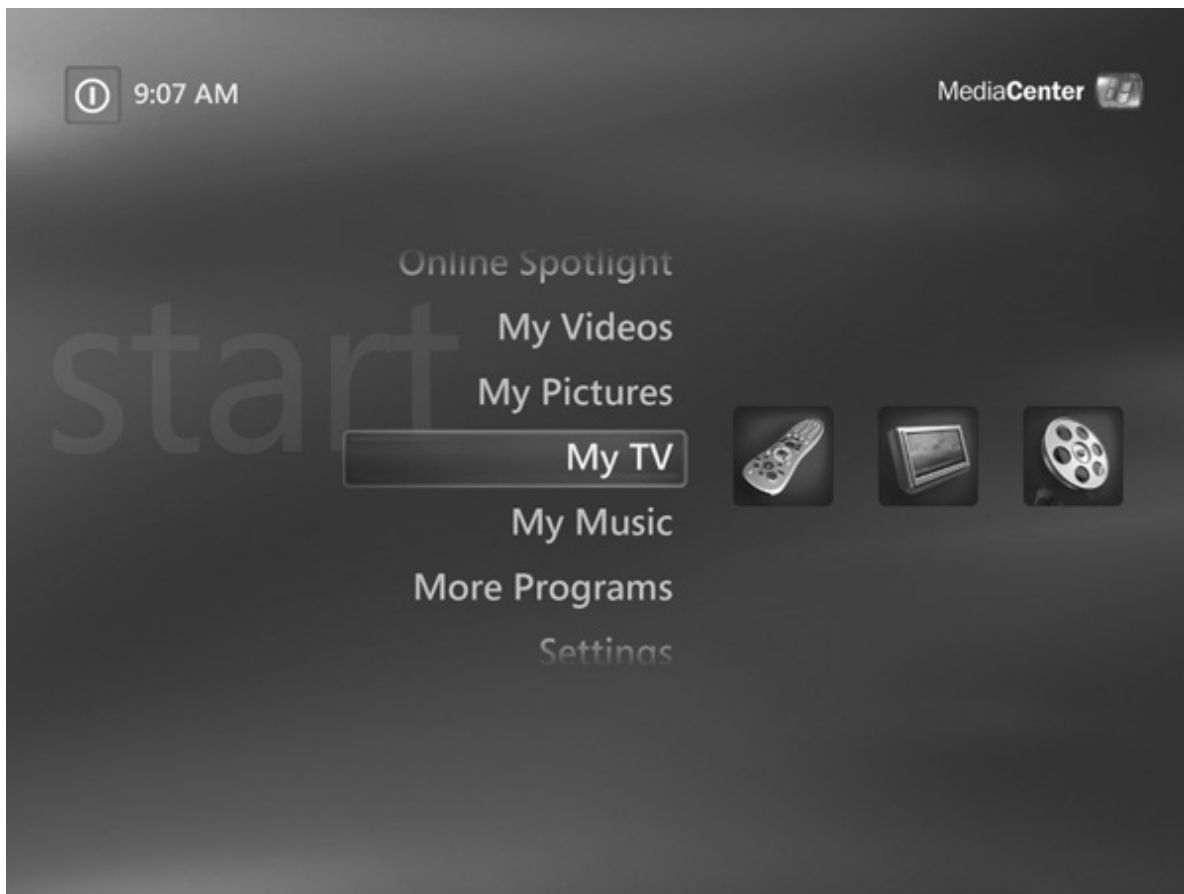 9:07 AM
MediaCenter
start
Online Spotlight
My Videos
My Pictures
My TV
My Music
More Programs
Settings